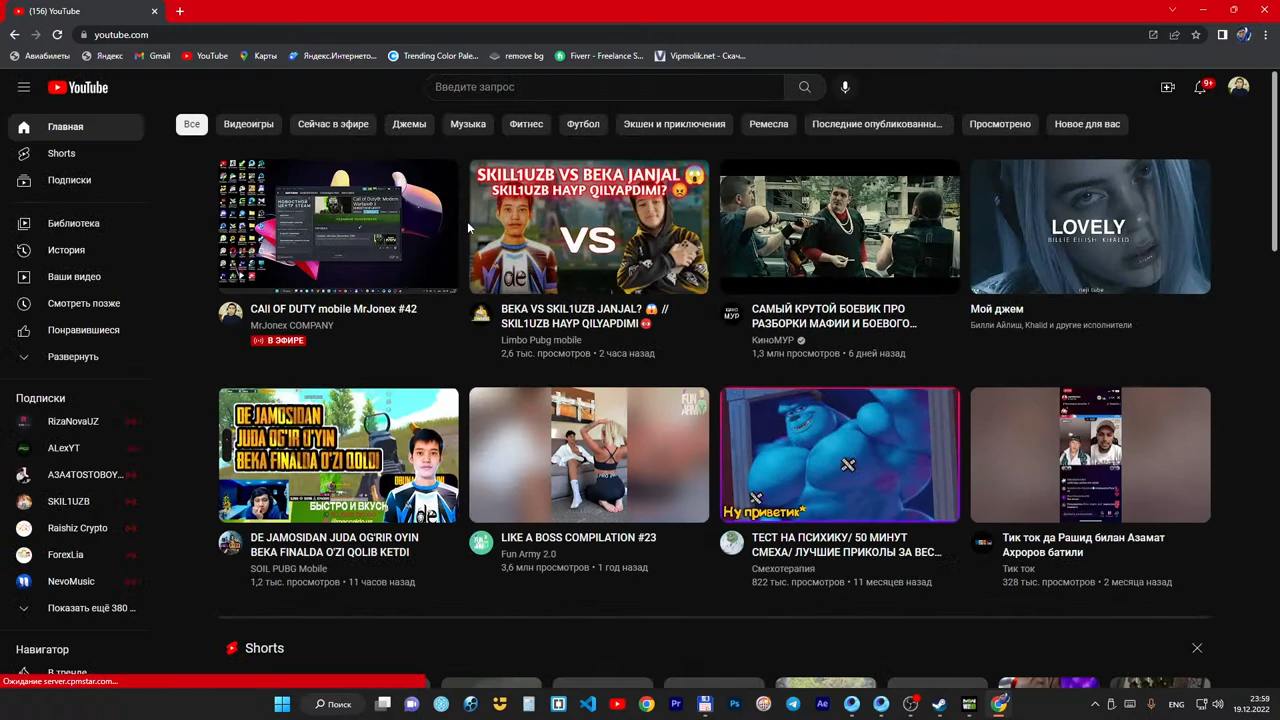 (156) YouTube
youtube.com
Авиабилеты Яндекс Gmail YouTube Карты Яндекс.Интернето... Trending Color Pale... remove bg Fiverr - Freelance S... Vipmolik.net - Скач...
YouTube
Введите запрос
9+
Все Видеоигры Сейчас в эфире Джемы Музыка Фитнес Футбол Экшен и приключения Ремесла Последние опубликованны... Просмотрено Новое для вас
Главная
Shorts
Подписки
Библиотека
История
Ваши видео
Смотреть позже
Понравившиеся
Развернуть
Подписки
RizaNovaUZ
ALexYT
A3A4TOSTOBOY...
SKIL1UZB
Raishiz Crypto
ForexLia
NevoMusic
Показать ещё 380 ...
Навигатор
В тренде
CAll OF DUTY mobile MrJonex #42
MrJonex COMPANY
В ЭФИРЕ
SKILL1UZB VS BEKA JANJAL
SKIL1UZB HAYP QILYAPDIMI?
VS
BEKA VS SKIL1UZB JANJAL? 😱 //
SKIL1UZB HAYP QILYAPDIMI
Limbo Pubg mobile
2,6 тыс. просмотров • 2 часа назад
САМЫЙ КРУТОЙ БОЕВИК ПРО
РАЗБОРКИ МАФИИ И БОЕВОГО...
КиноМУР
1,3 млн просмотров • 6 дней назад
LOVELY
BILLIE EILISH, KHALID
Мой джем
Билли Айлиш, Khalid и другие исполнители
DE JAMOSIDAN
JUDA OG'IR O'YIN
BEKA FINALDA O'ZI QOLDI
БЫСТРО И ВКУСН
DE JAMOSIDAN JUDA OG'RIR OYIN
BEKA FINALDA O'ZI QOLIB KETDI
SOIL PUBG Mobile
1,2 тыс. просмотров • 11 часов назад
FUN
ARMY
LIKE A BOSS COMPILATION #23
Fun Army 2.0
3,6 млн просмотров • 1 год назад
Ну приветик*
ТЕСТ НА ПСИХИКУ/ 50 МИНУТ
СМЕХА/ ЛУЧШИЕ ПРИКОЛЫ ЗА ВЕС...
Смехотерапия
822 тыс. просмотров • 11 месяцев назад
Тик ток да Рашид билан Азамат
Ахроров батили
Тик ток
328 тыс. просмотров • 2 месяца назад
Shorts
Ожидание server.cpmstar.com...
Поиск
ENG
23:59
19.12.2022